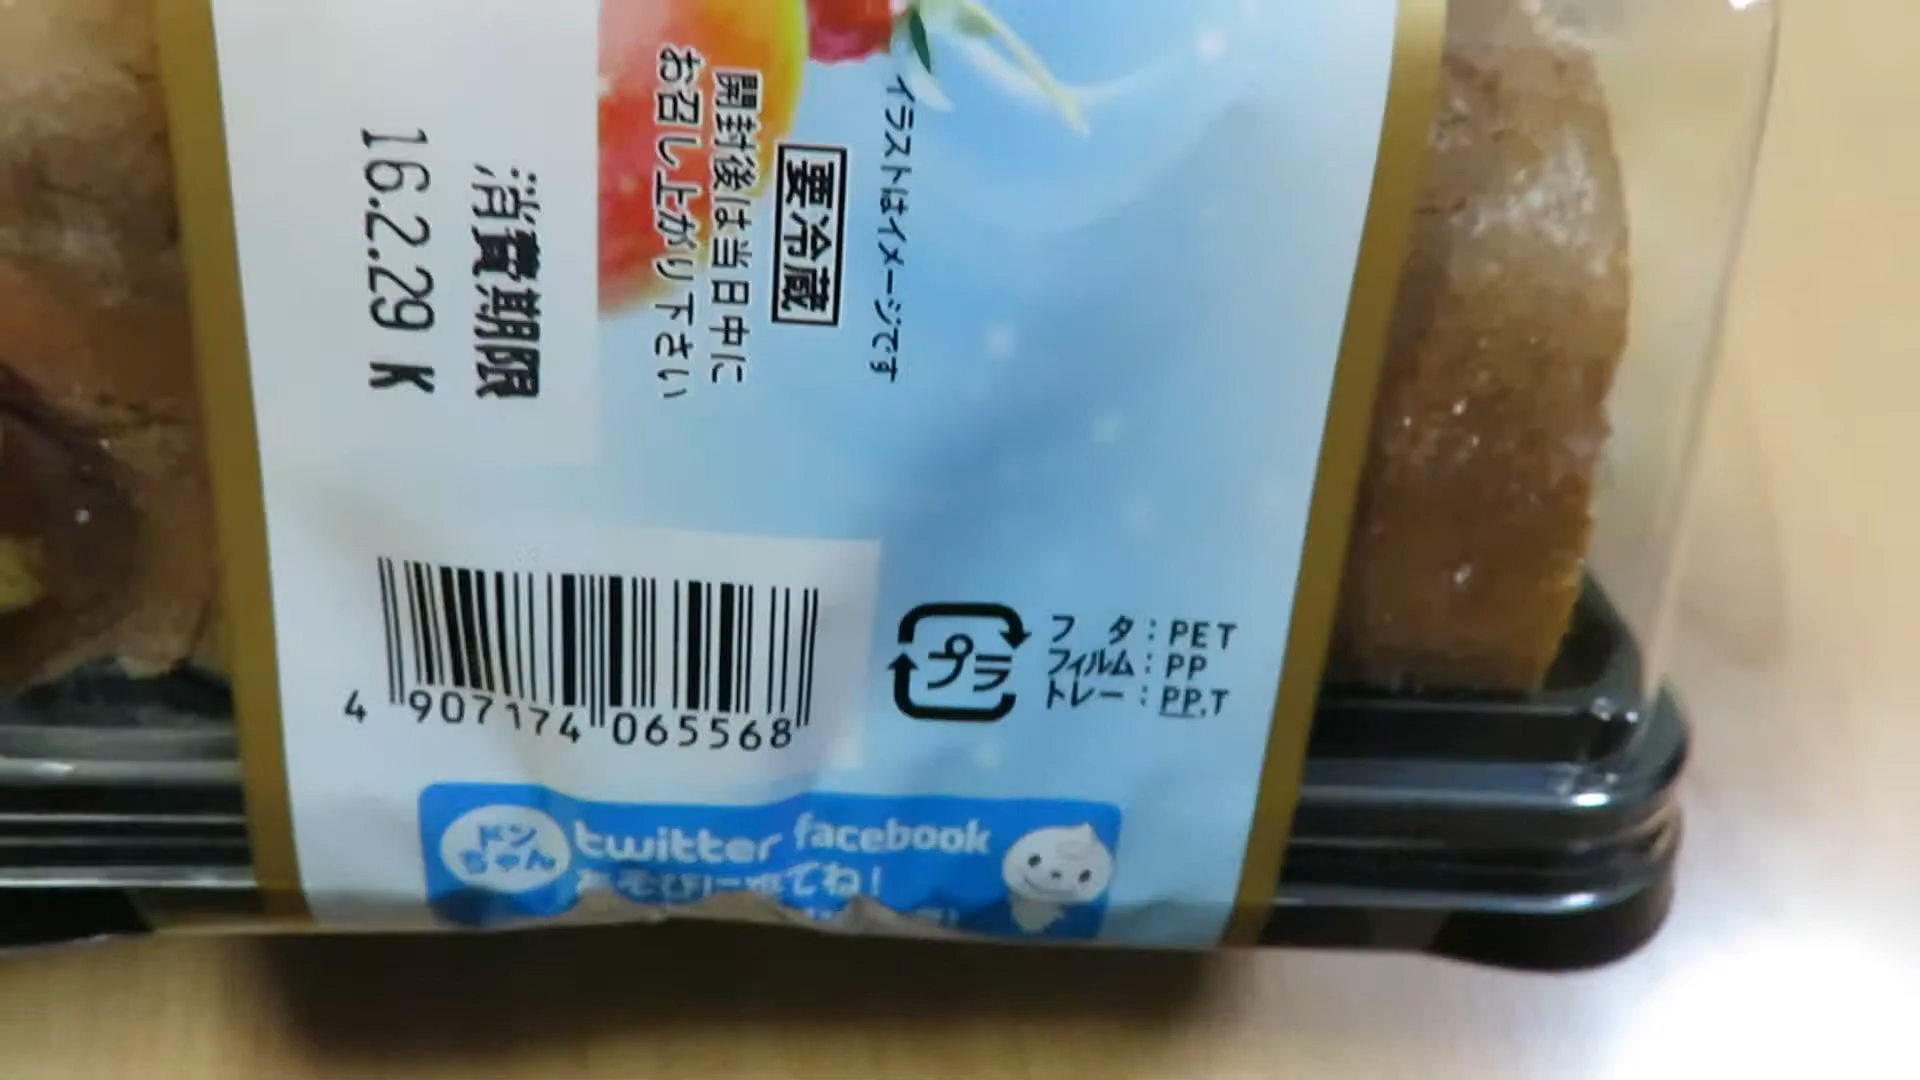 イラストはイメージです
要冷蔵
開封後は当日中に
お召し上がり下さい
消費期限
16.2.29 K
4 907174 065568
プラ
フタ:PET
フィルム:PP
トレー:PP,T
ドンちゃん
twitter facebook
あそびに来てね!